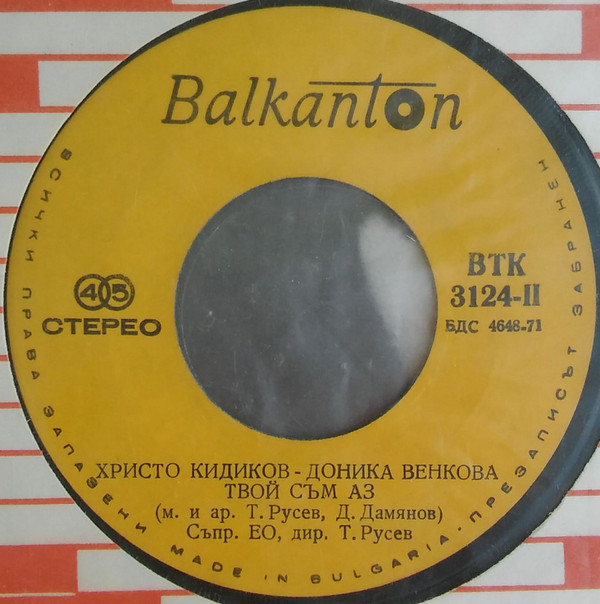 Balkanton
ВСИЧКИ ПРАВА ЗАПАЗЕНИ MADE IN BULGARIA - ПРЕЗАПИСЪТ ЗАБРАНЕН
45
СТЕРЕО
ВТК
3124-II
БДС 4648-71
ХРИСТО КИДИКОВ - ДОНИКА ВЕНКОВА
ТВОЙ СЪМ АЗ
(м. и ар. Т. Русев, Д. Дамянов)
Съпр. ЕО, дир. Т. Русев